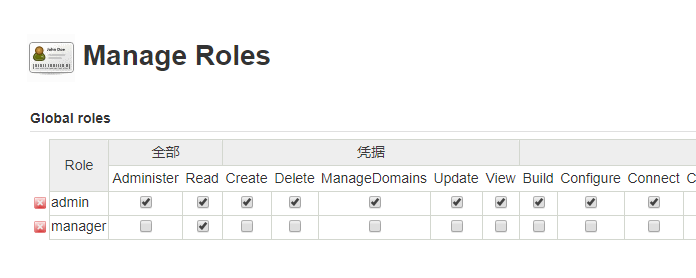 John Doe
Manage Roles
Global roles
Role 全部 凭据
Administer Read Create Delete ManageDomains Update View Build Configure Connect C
admin
manager